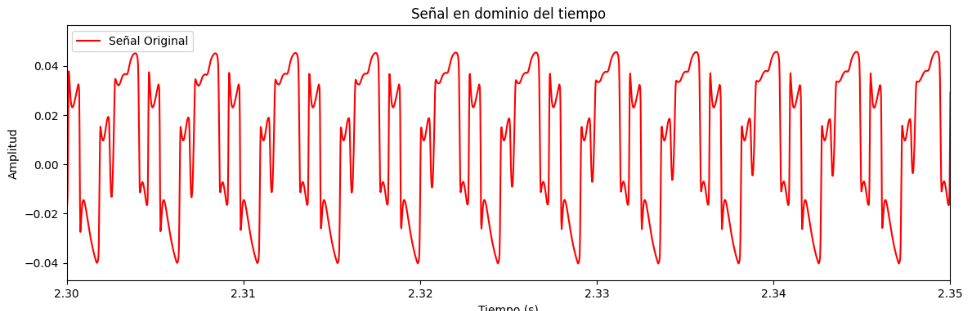 Señal en dominio del tiempo
Señal Original
Amplitud
0.04
0.02
0.00
−0.02
−0.04
2.30
2.31
2.32
2.33
2.34
2.35
Tiempo (s)